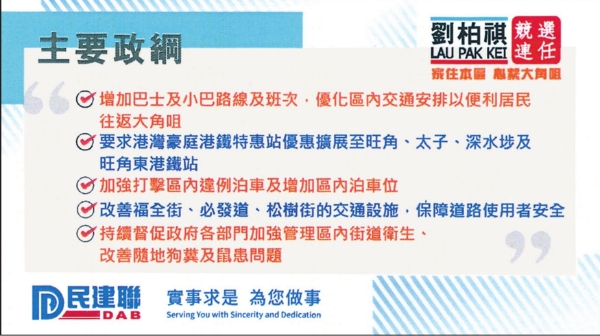 主要政綱
劉柏祺
LAU PAK KEI
競選
連任
家住本區 心繫大角咀
增加巴士及小巴路線及班次，優化區內交通安排以便利居民
往返大角咀
要求港灣豪庭港鐵特惠站優惠擴展至旺角、太子、深水埗及
旺角東港鐵站
加強打擊區內違例泊車及增加區內泊車位
改善福全街、必發道、松樹街的交通設施，保障道路使用者安全
持續督促政府各部門加強管理區內街道衛生、
改善隨地狗糞及鼠患問題
民建聯
DAB
實事求是 為您做事
Serving You with Sincerity and Dedication